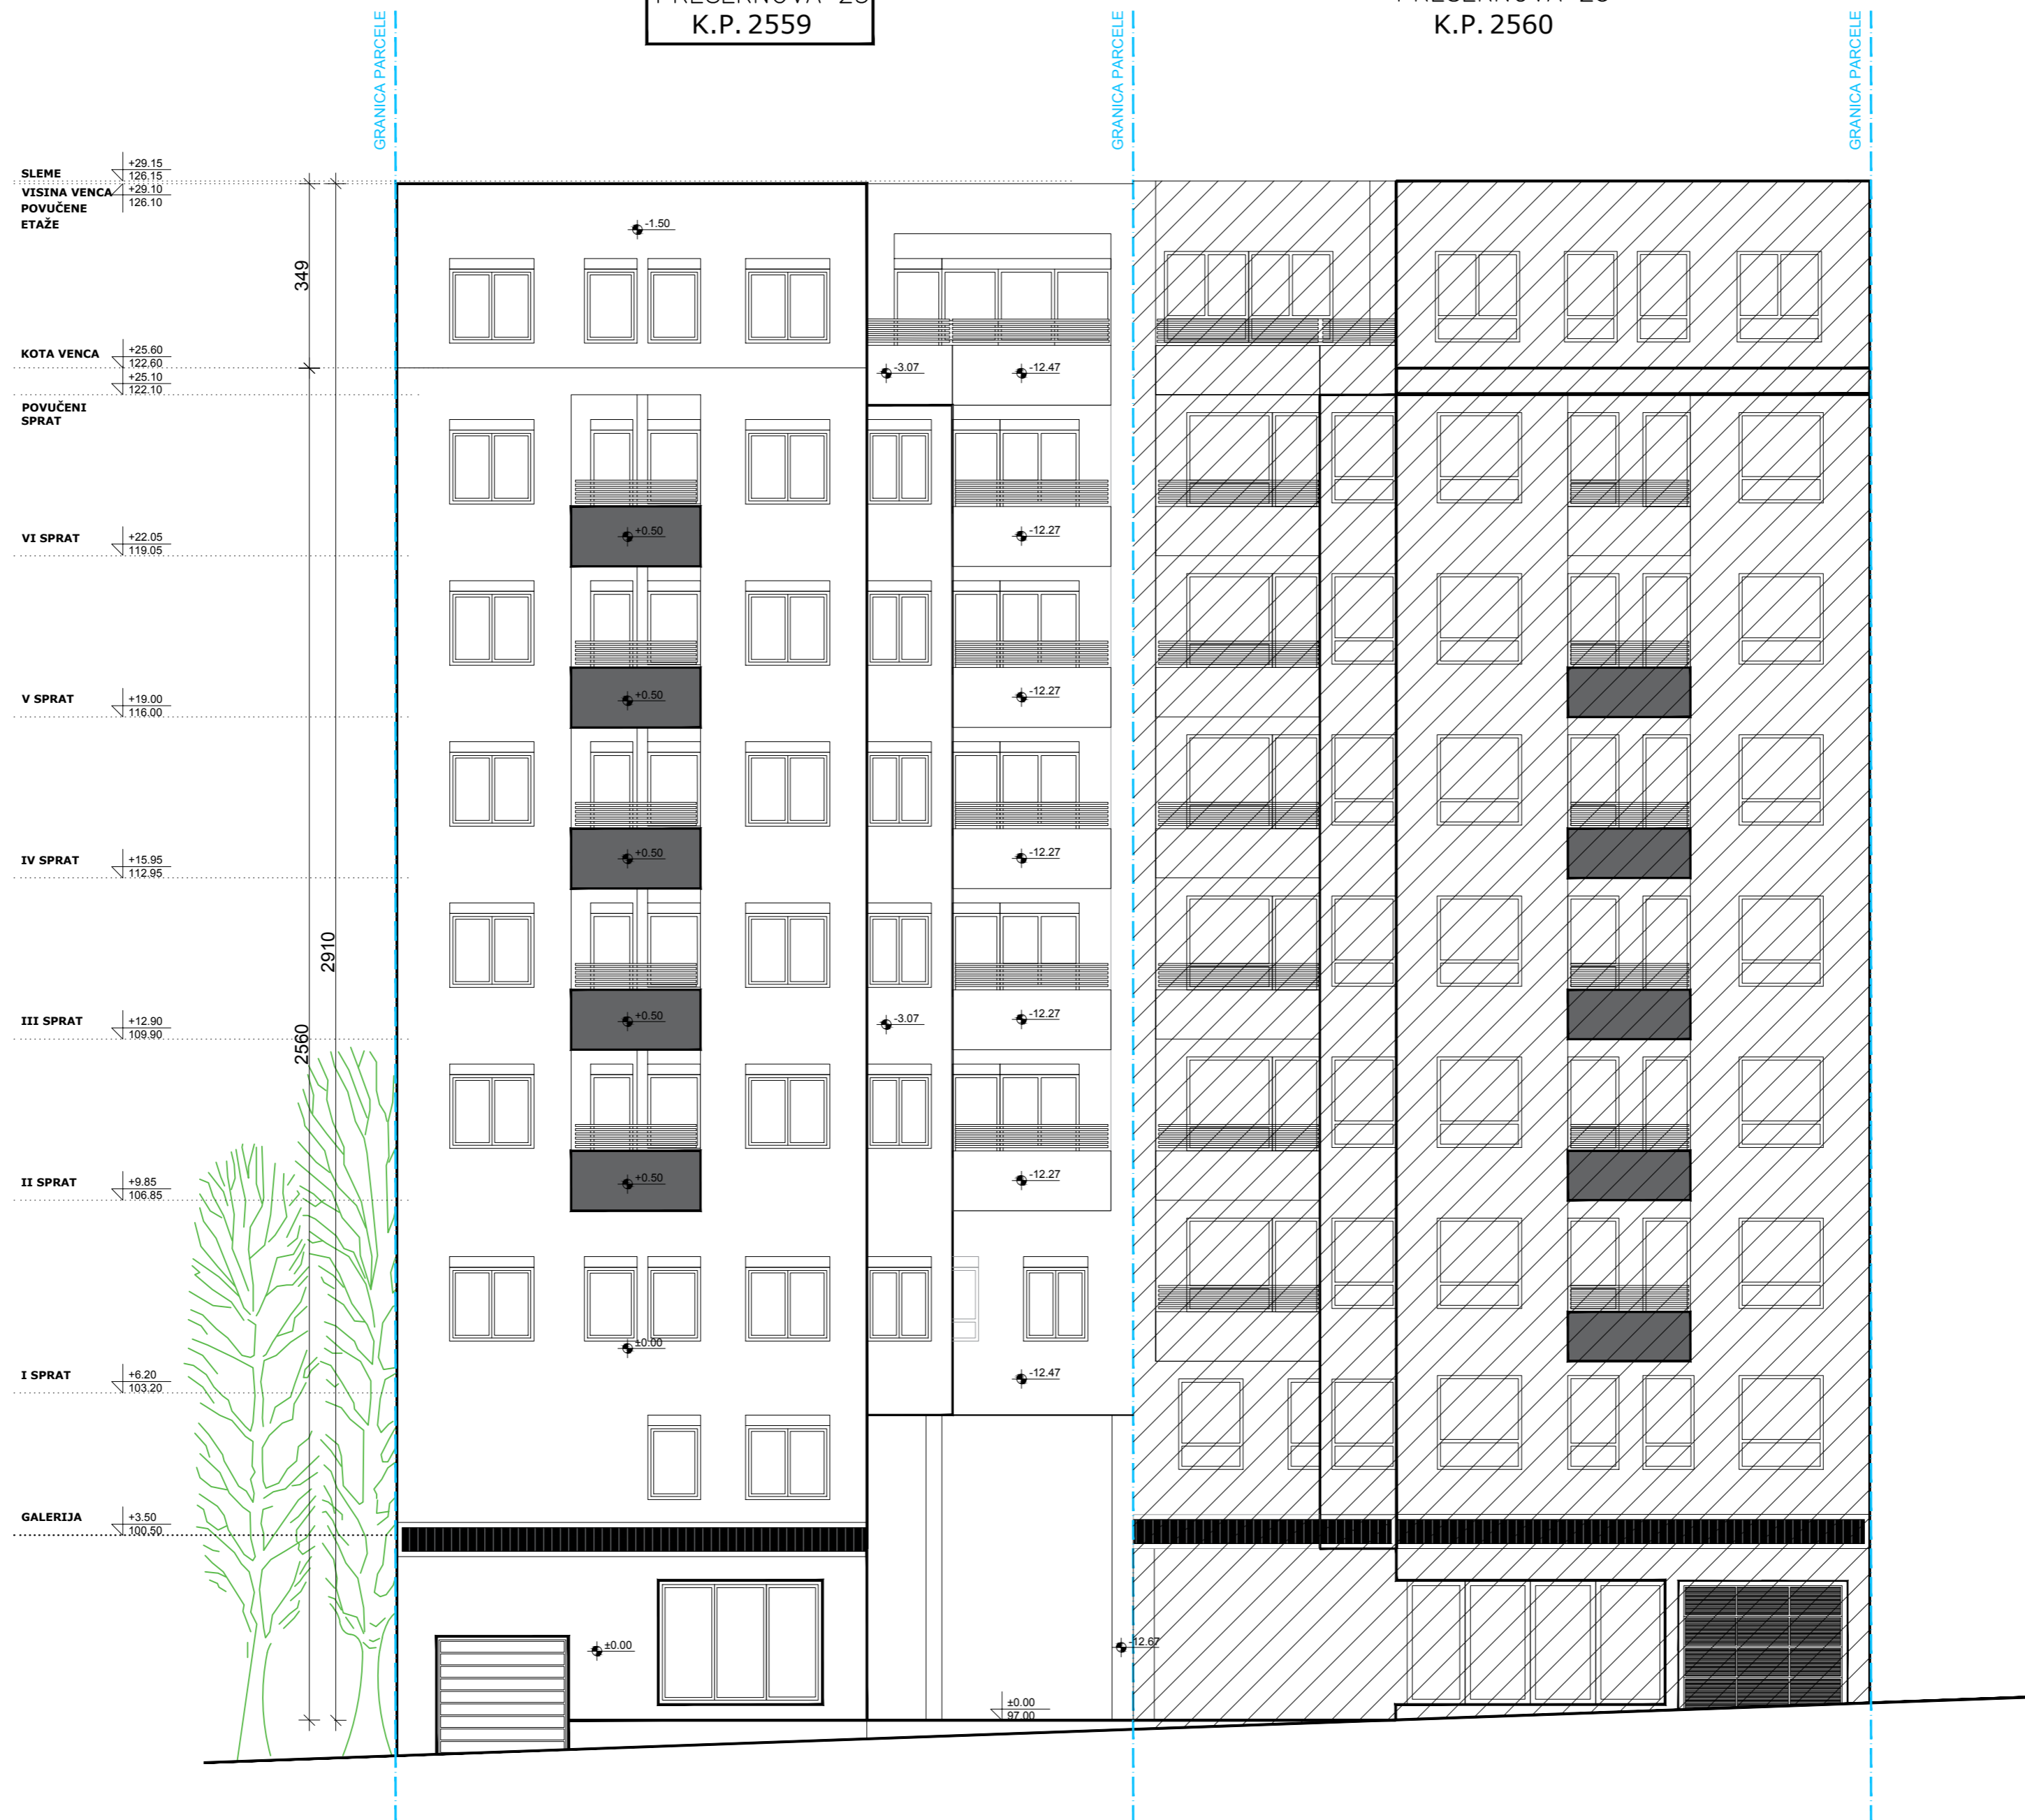 K.P. 2559
K.P. 2560
GRANICA PARCELE
GRANICA PARCELE
GRANICA PARCELE
SLEME
+29.15
126.15
VISINA VENCA
POVUČENE
ETAŽE
+29.10
126.10
-1.50
349
KOTA VENCA
+25.60
122.60
+25.10
122.10
-3.07
-12.47
POVUČENI
SPRAT
VI SPRAT
+22.05
119.05
+0.50
-12.27
V SPRAT
+19.00
116.00
+0.50
-12.27
IV SPRAT
+15.95
112.95
+0.50
-12.27
2910
2560
III SPRAT
+12.90
109.90
+0.50
-3.07
-12.27
II SPRAT
+9.85
106.85
+0.50
-12.27
±0.00
I SPRAT
+6.20
103.20
-12.47
GALERIJA
+3.50
100.50
±0.00
-12.67
±0.00
97.00